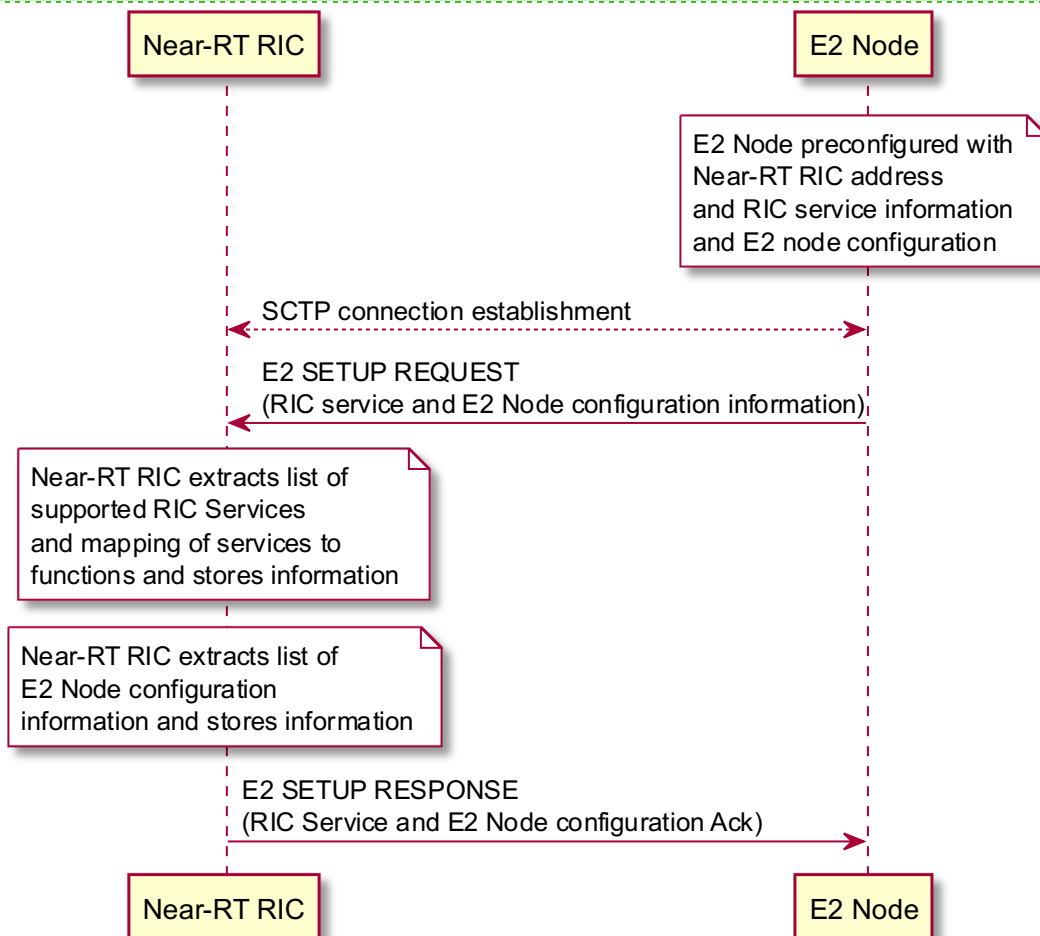 Near-RT RIC
E2 Node
E2 Node preconfigured with
Near-RT RIC address
and RIC service information
and E2 node configuration
SCTP connection establishment
E2 SETUP REQUEST
(RIC service and E2 Node configuration information)
Near-RT RIC extracts list of
supported RIC Services
and mapping of services to
functions and stores information
Near-RT RIC extracts list of
E2 Node configuration
information and stores information
E2 SETUP RESPONSE
(RIC Service and E2 Node configuration Ack)
Near-RT RIC
E2 Node